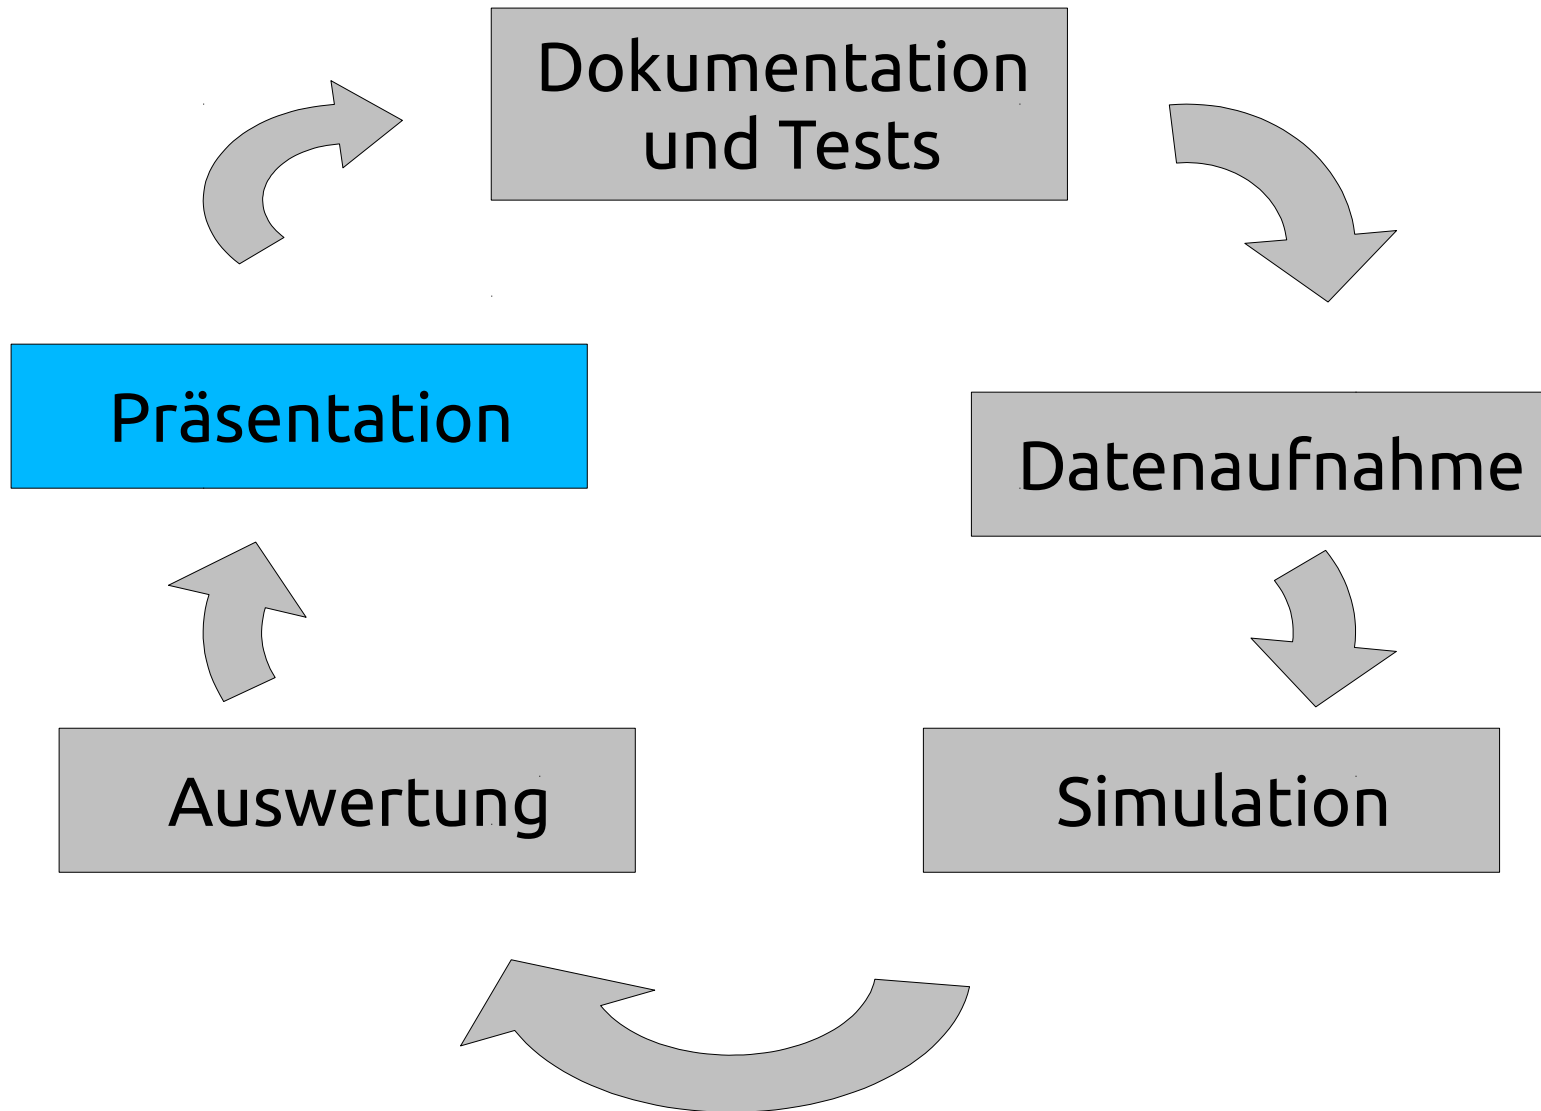 Dokumentation
und Tests
Präsentation
Datenaufnahme
Auswertung
Simulation